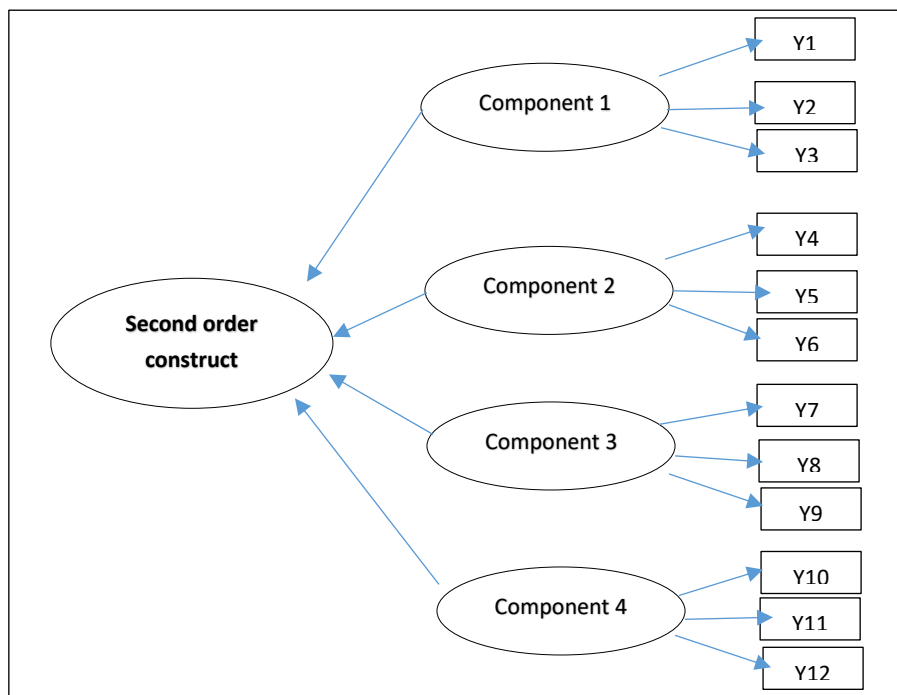 Component 1
Y1
Y2
Y3
Component 2
Y4
Y5
Y6
Second order
construct
Component 3
Y7
Y8
Y9
Component 4
Y10
Y11
Y12